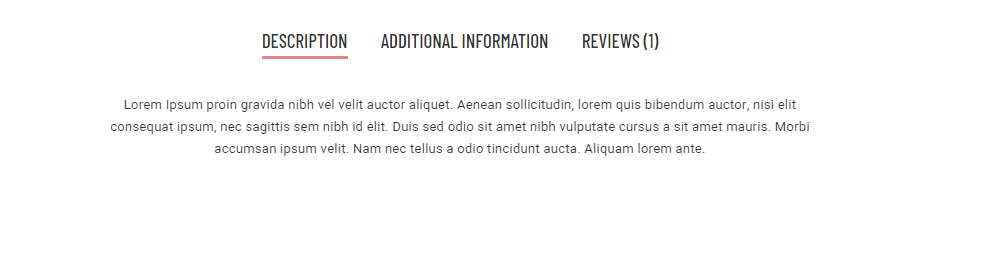 DESCRIPTION ADDITIONAL INFORMATION REVIEWS (1)
Lorem Ipsum proin gravida nibh vel velit auctor aliquet. Aenean sollicitudin, lorem quis bibendum auctor, nisi elit
consequat ipsum, nec sagittis sem nibh id elit. Duis sed odio sit amet nibh vulputate cursus a sit amet mauris. Morbi
accumsan ipsum velit. Nam nec tellus a odio tincidunt aucta. Aliquam lorem ante.